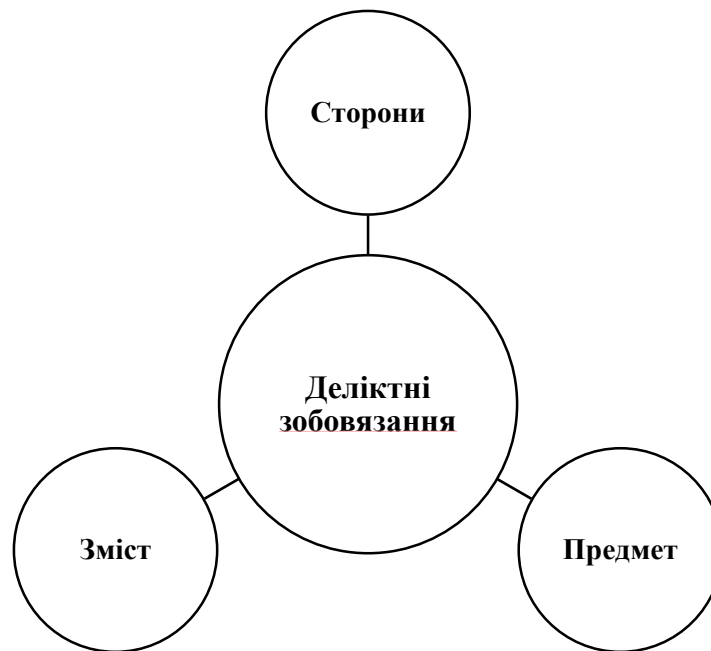 Сторони
Деліктні
зобовязання
Зміст
Предмет